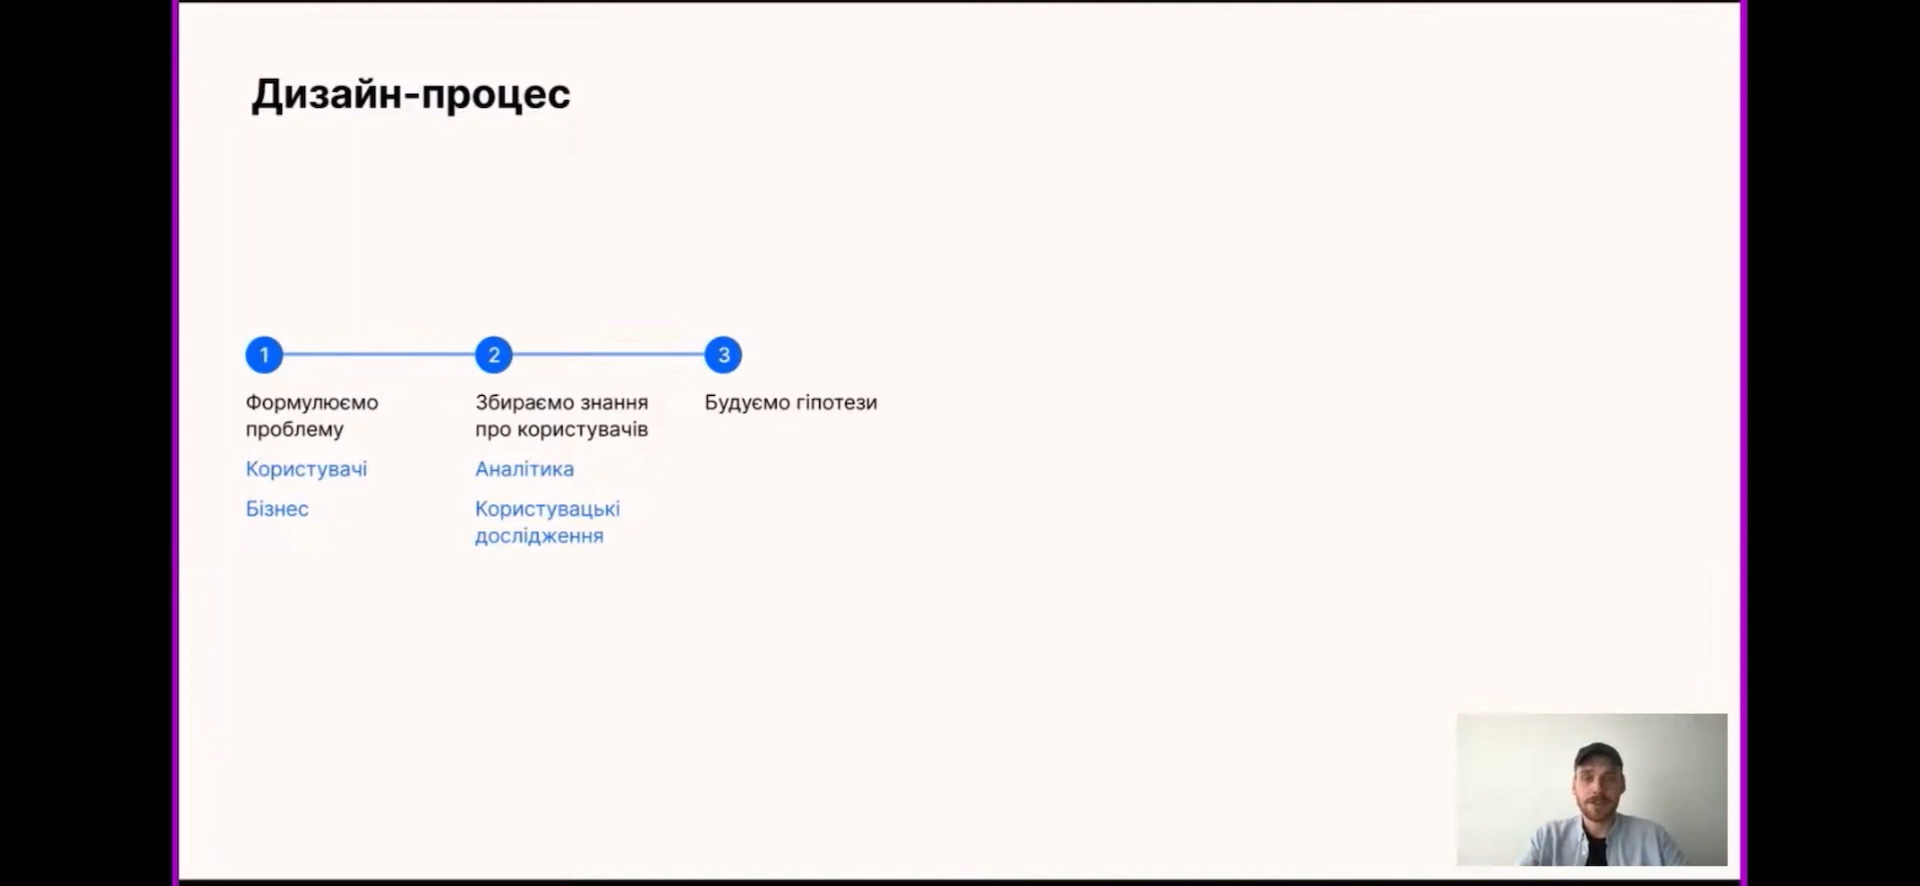 Дизайн-процес
1
Формулюємо
проблему
Користувачі
Бізнес
2
Збираємо знання
про користувачів
Аналітика
Користувацькі
дослідження
3
Будуємо гіпотези